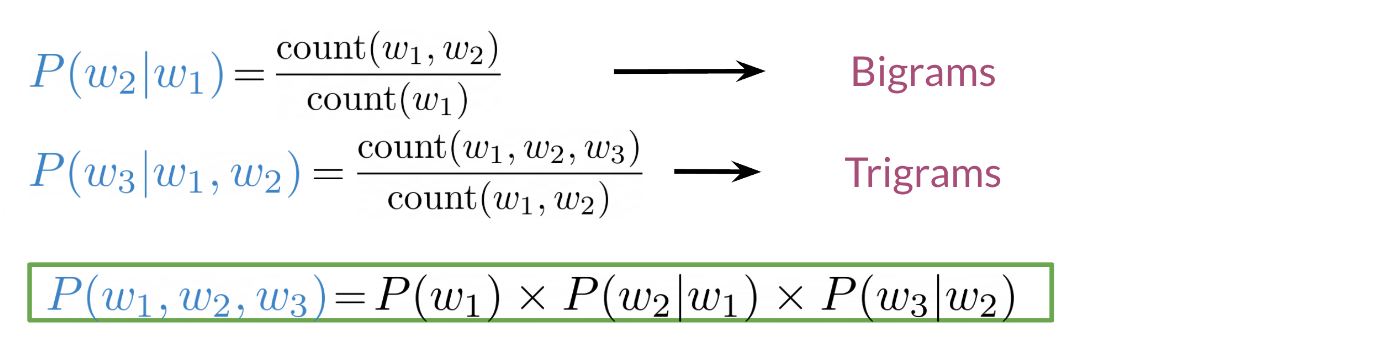 P(w₂|w₁) = count(w₁, w₂) / count(w₁) → Bigrams
P(w₃|w₁, w₂) = count(w₁, w₂, w₃) / count(w₁, w₂) → Trigrams
P(w₁, w₂, w₃) = P(w₁) × P(w₂|w₁) × P(w₃|w₂)